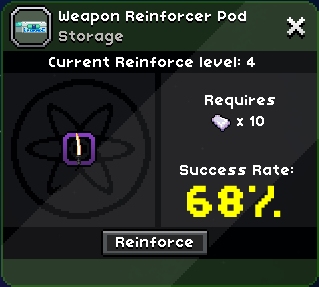 Weapon Reinforcer Pod
Storage
Current Reinforce level: 4
Requires
x 10
Success Rate:
68%
Reinforce